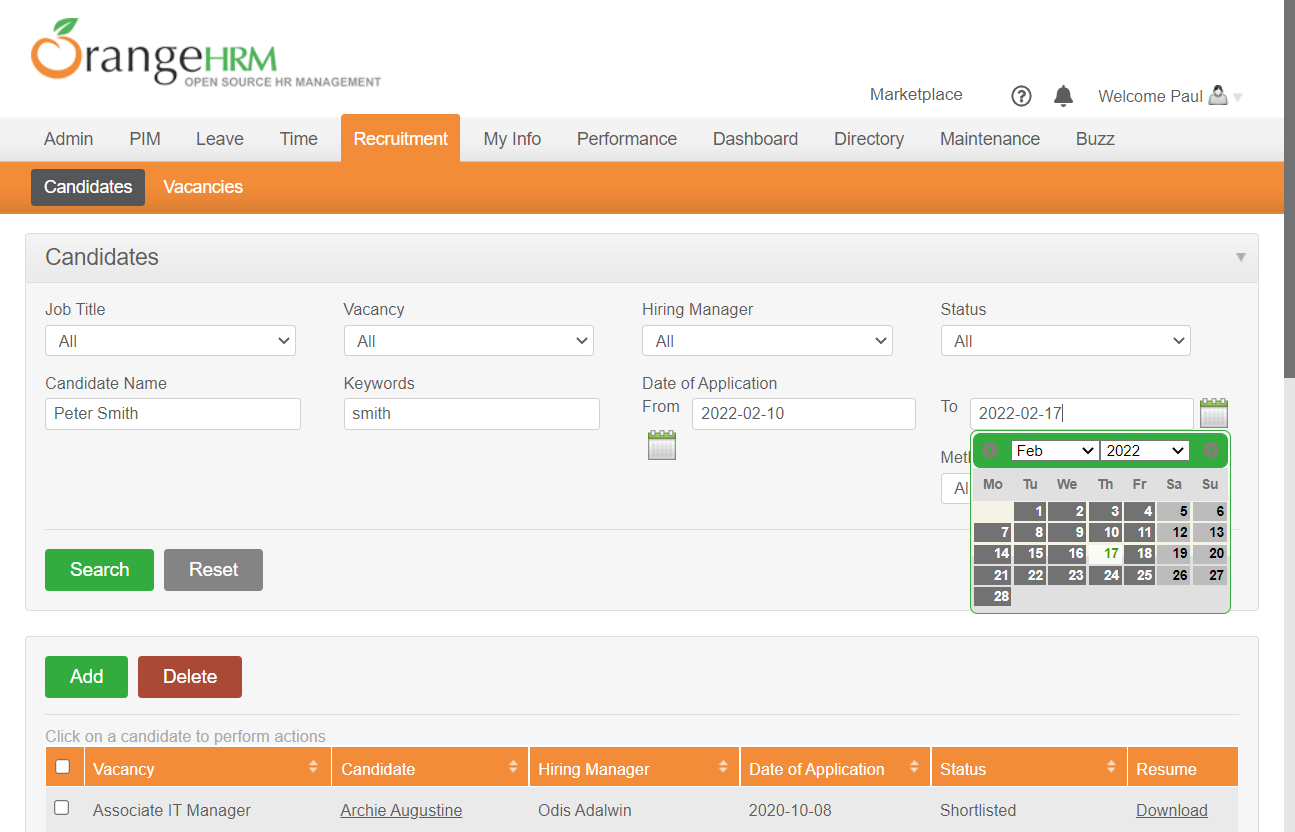 OrangeHRM
OPEN SOURCE HR MANAGEMENT
Marketplace
?
Welcome Paul
Admin PIM Leave Time Recruitment My Info Performance Dashboard Directory Maintenance Buzz
Candidates Vacancies
Candidates
Job Title Vacancy Hiring Manager Status
All All All All
Candidate Name Keywords Date of Application
Peter Smith smith From 2022-02-10 To 2022-02-17
Feb 2022
Mo Tu We Th Fr Sa Su
1 2 3 4 5 6
7 8 9 10 11 12 13
14 15 16 17 18 19 20
21 22 23 24 25 26 27
28
Search Reset
Add Delete
Click on a candidate to perform actions
Vacancy Candidate Hiring Manager Date of Application Status Resume
Associate IT Manager Archie Augustine Odis Adalwin 2020-10-08 Shortlisted Download